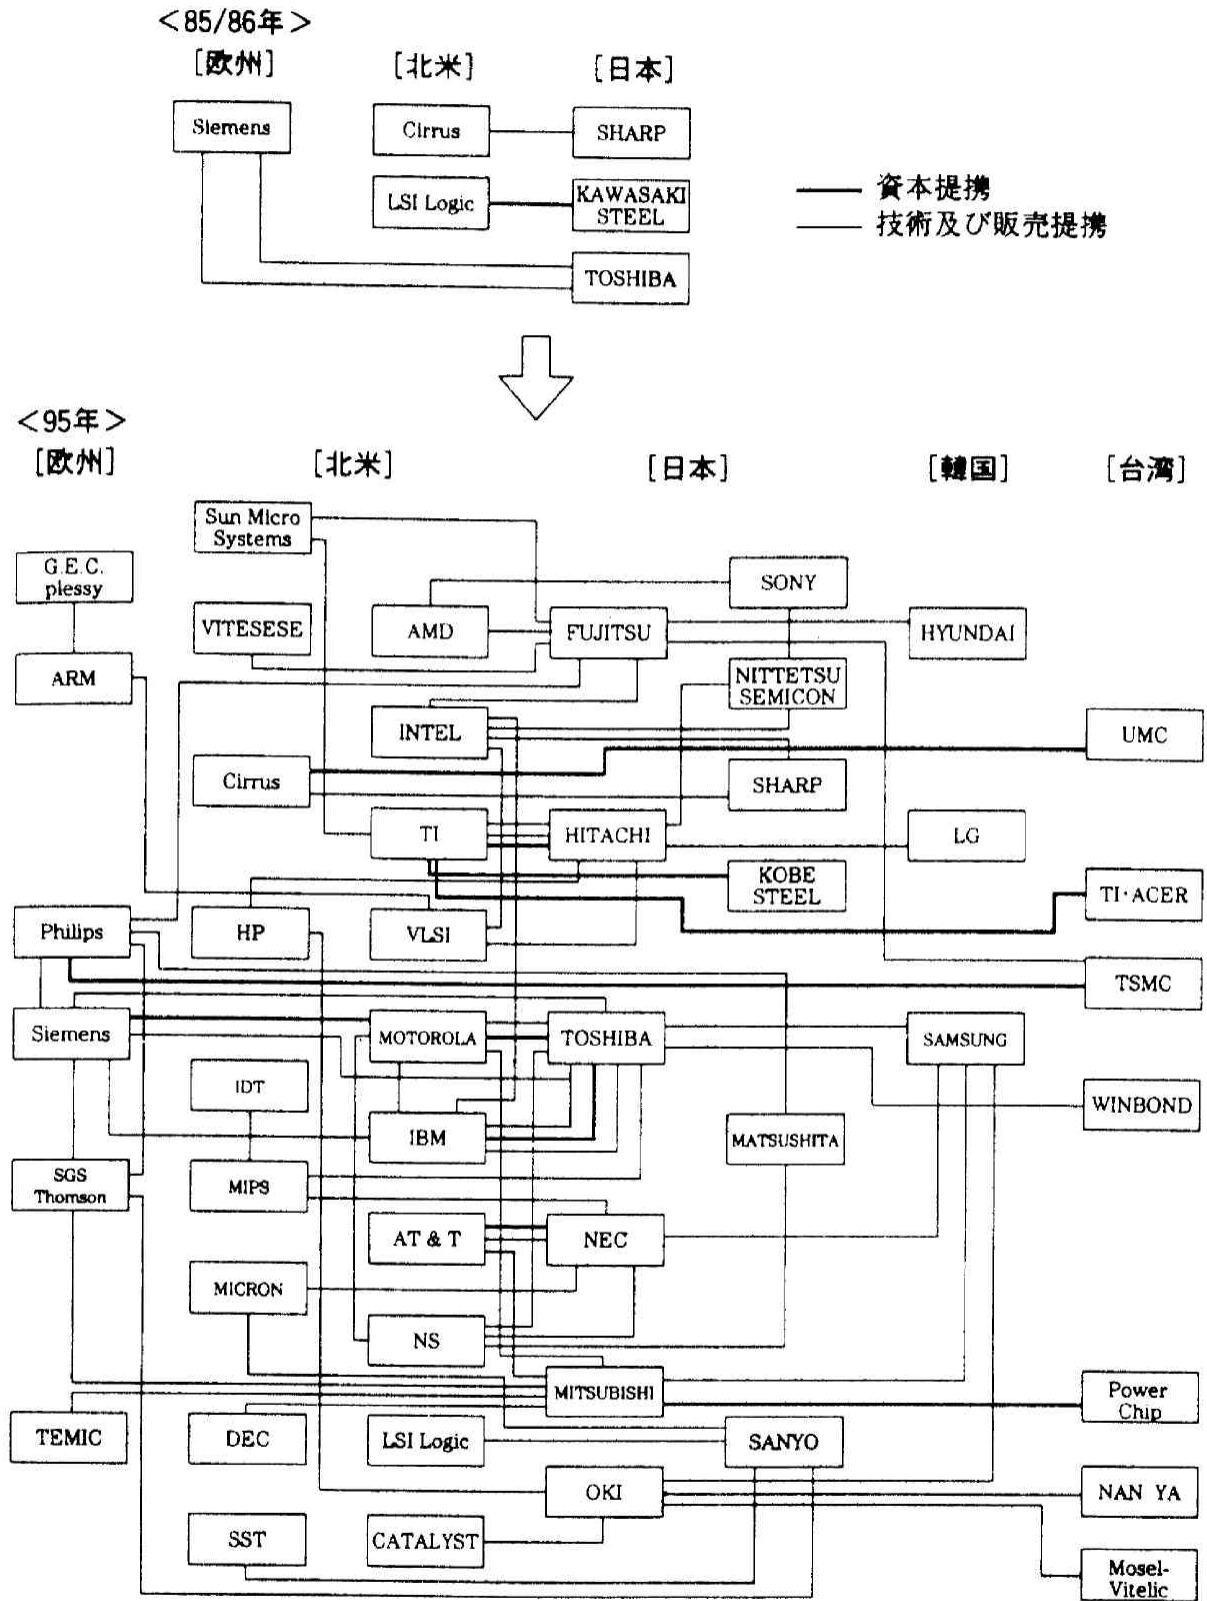 <85/86年>
[欧州] [北米] [日本]
Siemens
Cirrus
SHARP
LSI Logic
KAWASAKI
STEEL
TOSHIBA
資本提携
技術及び販売提携
<95年>
[欧州] [北米] [日本] [韓国] [台湾]
Sun Micro
Systems
G.E.C.
plessy
SONY
VITESESE
AMD
FUJITSU
HYUNDAI
ARM
NITTETSU
SEMICON
INTEL
UMC
Cirrus
SHARP
TI
HITACHI
LG
KOBE
STEEL
TI・ACER
Philips
HP
VLSI
TSMC
Siemens
MOTOROLA
TOSHIBA
SAMSUNG
IDT
WINBOND
IBM
MATSUSHITA
SGS
Thomson
MIPS
AT & T
NEC
MICRON
NS
MITSUBISHI
Power
Chip
TEMIC
DEC
LSI Logic
SANYO
OKI
NAN YA
SST
CATALYST
Mosel-
Vitelic